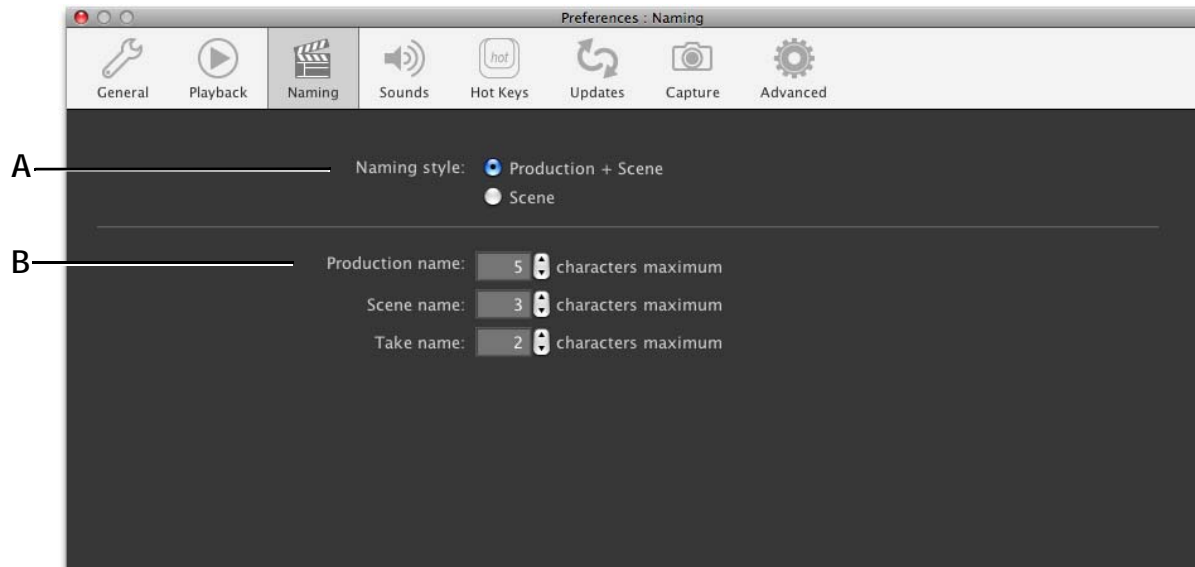 Preferences : Naming
General Playback Naming Sounds hot Hot Keys Updates Capture Advanced
A Naming style: Production + Scene
Scene
B Production name: 5 characters maximum
Scene name: 3 characters maximum
Take name: 2 characters maximum